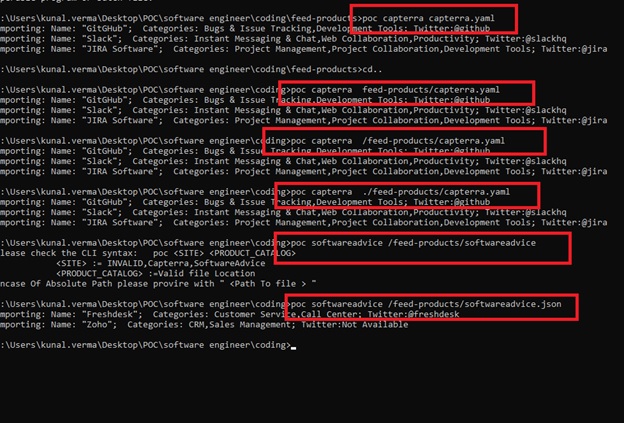 :\Users\kunal.verma\Desktop\POC\software engineer\coding\feed-products>poc capterra capterra.yaml
mporting: Name: "GitGHub";  Categories: Bugs & Issue Tracking,Development Tools; Twitter:@github
mporting: Name: "Slack";  Categories: Instant Messaging & Chat,Web Collaboration,Productivity; Twitter:@slackhq
mporting: Name: "JIRA Software";  Categories: Project Management,Project Collaboration,Development Tools; Twitter:@jira
:\Users\kunal.verma\Desktop\POC\software engineer\coding\feed-products>cd..
:\Users\kunal.verma\Desktop\POC\software engineer\coding>poc capterra  feed-products/capterra.yaml
mporting: Name: "GitGHub";  Categories: Bugs & Issue Tracking,Development Tools; Twitter:@github
mporting: Name: "Slack";  Categories: Instant Messaging & Chat,Web Collaboration,Productivity; Twitter:@slackhq
mporting: Name: "JIRA Software";  Categories: Project Management,Project Collaboration,Development Tools; Twitter:@jira
:\Users\kunal.verma\Desktop\POC\software engineer\coding>poc capterra  /feed-products/capterra.yaml
mporting: Name: "GitGHub";  Categories: Bugs & Issue Tracking,Development Tools; Twitter:@github
mporting: Name: "Slack";  Categories: Instant Messaging & Chat,Web Collaboration,Productivity; Twitter:@slackhq
mporting: Name: "JIRA Software";  Categories: Project Management,Project Collaboration,Development Tools; Twitter:@jira
:\Users\kunal.verma\Desktop\POC\software engineer\coding>poc capterra  ./feed-products/capterra.yaml
mporting: Name: "GitGHub";  Categories: Bugs & Issue Tracking,Development Tools; Twitter:@github
mporting: Name: "Slack";  Categories: Instant Messaging & Chat,Web Collaboration,Productivity; Twitter:@slackhq
mporting: Name: "JIRA Software";  Categories: Project Management,Project Collaboration,Development Tools; Twitter:@jira
:\Users\kunal.verma\Desktop\POC\software engineer\coding>poc softwareadvice /feed-products/softwareadvice
lease check the CLI syntax:  poc <SITE> <PRODUCT_CATALOG>
<SITE> := INVALID,Capterra,SoftwareAdvice
<PRODUCT_CATALOG> :=Valid file Location
ncase Of Absolute Path please provire with " <Path To file > "
:\Users\kunal.verma\Desktop\POC\software engineer\coding>poc softwareadvice /feed-products/softwareadvice.json
mporting: Name: "Freshdesk";  Categories: Customer Service,Call Center; Twitter:@freshdesk
mporting: Name: "Zoho";  Categories: CRM,Sales Management; Twitter:Not Available
:\Users\kunal.verma\Desktop\POC\software engineer\coding>